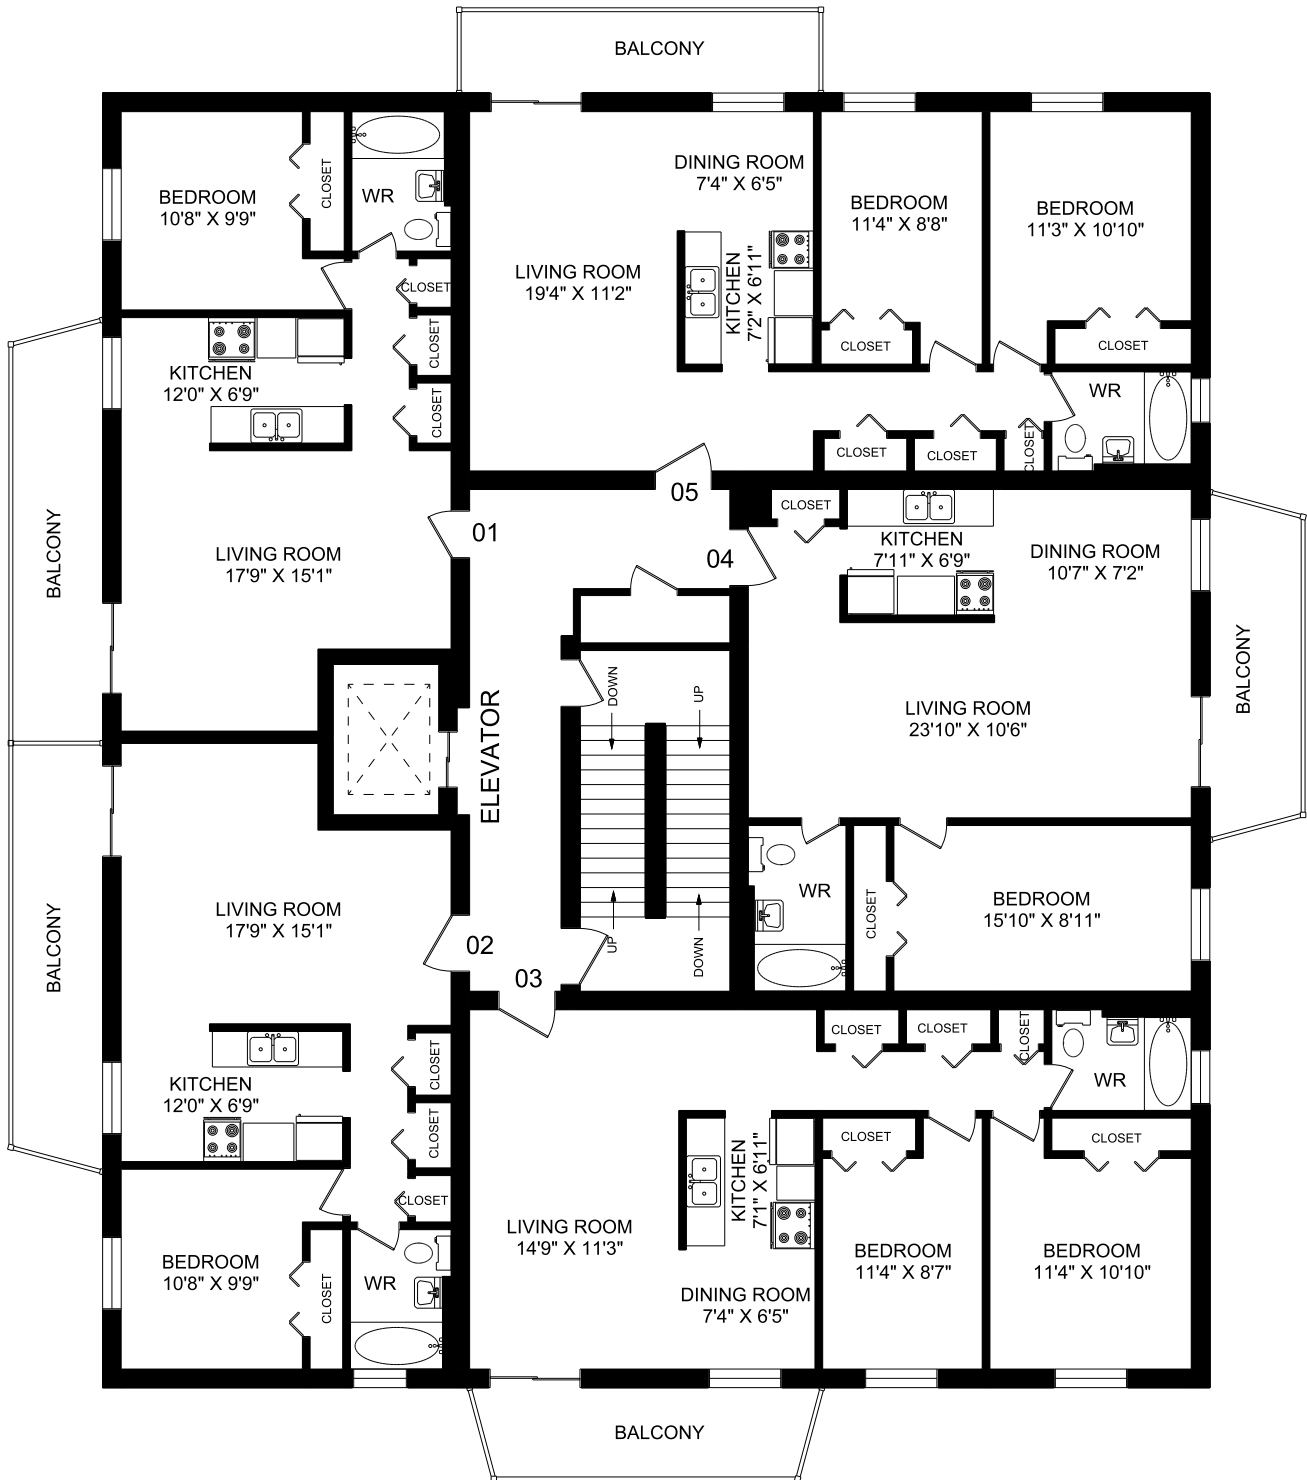 BALCONY
BEDROOM
10'8" X 9'9"
CLOSET
WR
CLOSET
CLOSET
CLOSET
KITCHEN
12'0" X 6'9"
LIVING ROOM
17'9" X 15'1"
BALCONY
01
DINING ROOM
7'4" X 6'5"
LIVING ROOM
19'4" X 11'2"
KITCHEN
7'2" X 6'11"
BEDROOM
11'4" X 8'8"
CLOSET
BEDROOM
11'3" X 10'10"
CLOSET
WR
CLOSET
CLOSET
CLOSET
05
04
CLOSET
KITCHEN
7'11" X 6'9"
DINING ROOM
10'7" X 7'2"
LIVING ROOM
23'10" X 10'6"
BALCONY
WR
CLOSET
BEDROOM
15'10" X 8'11"
ELEVATOR
DOWN
UP
UP
DOWN
02
03
LIVING ROOM
17'9" X 15'1"
BALCONY
KITCHEN
12'0" X 6'9"
CLOSET
CLOSET
CLOSET
BEDROOM
10'8" X 9'9"
CLOSET
WR
CLOSET
CLOSET
CLOSET
WR
LIVING ROOM
14'9" X 11'3"
KITCHEN
7'1" X 6'11"
DINING ROOM
7'4" X 6'5"
CLOSET
BEDROOM
11'4" X 8'7"
CLOSET
BEDROOM
11'4" X 10'10"
BALCONY